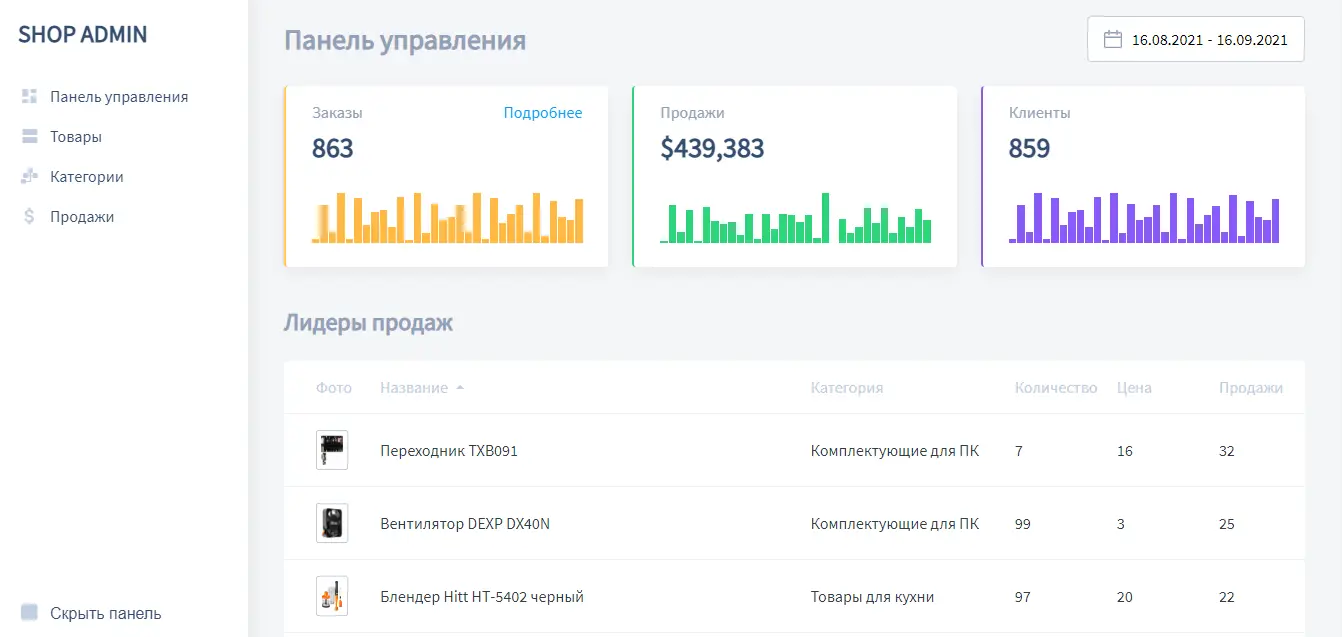 SHOP ADMIN
Панель управления
Товары
Категории
Продажи
Скрыть панель
Панель управления
16.08.2021 - 16.09.2021
Заказы Подробнее
863
Продажи
$439,383
Клиенты
859
Лидеры продаж
Фото Название Категория Количество Цена Продажи
Переходник TXB091 Комплектующие для ПК 7 16 32
Вентилятор DEXP DX40N Комплектующие для ПК 99 3 25
Блендер Hitt HT-5402 черный Товары для кухни 97 20 22